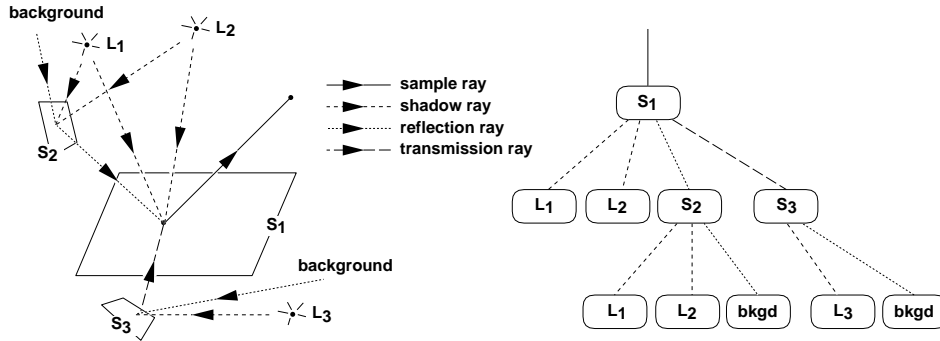 background
L1
L2
sample ray
shadow ray
reflection ray
transmission ray
S2
S1
background
S3
L3
S1
L1
L2
S2
S3
L1
L2
bkgd
L3
bkgd